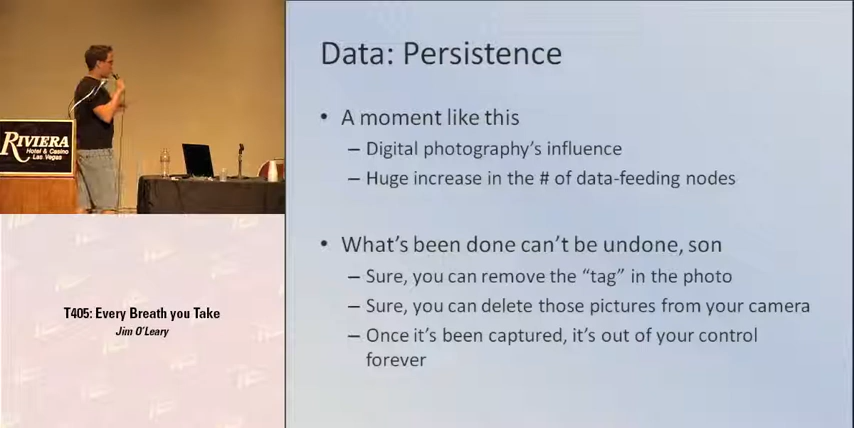 Data: Persistence
• A moment like this
– Digital photography's influence
– Huge increase in the # of data-feeding nodes
• What's been done can't be undone, son
– Sure, you can remove the “tag” in the photo
– Sure, you can delete those pictures from your camera
– Once it's been captured, it's out of your control
forever
RIVIERA
Hotel & Casino
Las Vegas
T405: Every Breath you Take
Jim O'Leary